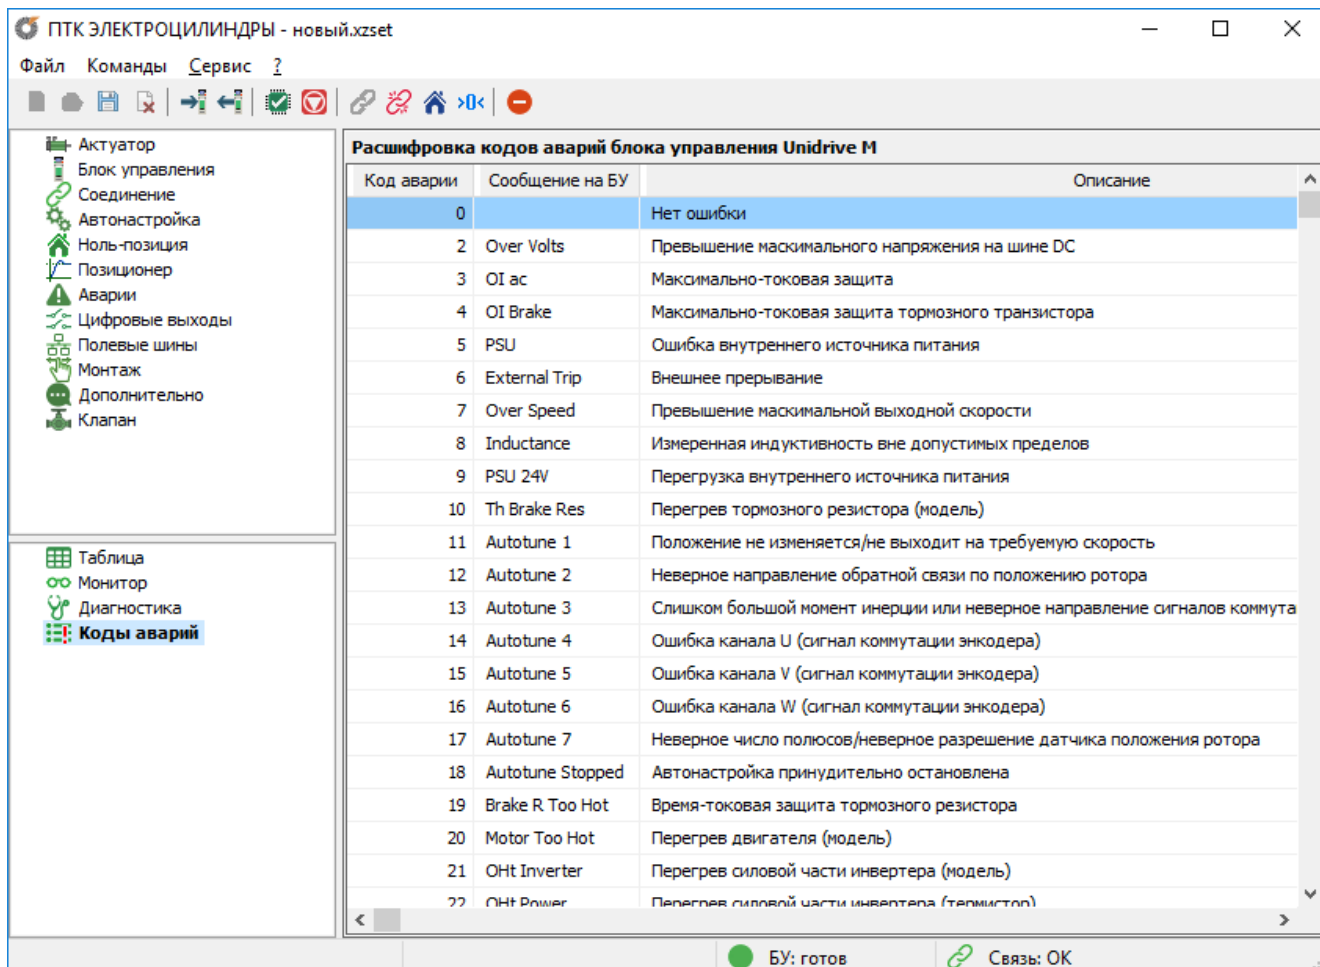 ПТК ЭЛЕКТРОЦИЛИНДРЫ - новый.xzset
Файл Команды Сервис ?
>0<
Актуатор
Блок управления
Соединение
Автонастройка
Ноль-позиция
Позиционер
Аварии
Цифровые выходы
Полевые шины
Монтаж
Дополнительно
Клапан
Таблица
Монитор
Диагностика
Коды аварий
Расшифровка кодов аварий блока управления Unidrive M
Код аварии Сообщение на БУ Описание
0 Нет ошибки
2 Over Volts Превышение маскимального напряжения на шине DC
3 OI ac Максимально-токовая защита
4 OI Brake Максимально-токовая защита тормозного транзистора
5 PSU Ошибка внутреннего источника питания
6 External Trip Внешнее прерывание
7 Over Speed Превышение маскимальной выходной скорости
8 Inductance Измеренная индуктивность вне допустимых пределов
9 PSU 24V Перегрузка внутреннего источника питания
10 Th Brake Res Перегрев тормозного резистора (модель)
11 Autotune 1 Положение не изменяется/не выходит на требуемую скорость
12 Autotune 2 Неверное направление обратной связи по положению ротора
13 Autotune 3 Слишком большой момент инерции или неверное направление сигналов коммута
14 Autotune 4 Ошибка канала U (сигнал коммутации энкодера)
15 Autotune 5 Ошибка канала V (сигнал коммутации энкодера)
16 Autotune 6 Ошибка канала W (сигнал коммутации энкодера)
17 Autotune 7 Неверное число полюсов/неверное разрешение датчика положения ротора
18 Autotune Stopped Автонастройка принудительно остановлена
19 Brake R Too Hot Время-токовая защита тормозного резистора
20 Motor Too Hot Перегрев двигателя (модель)
21 OHt Inverter Перегрев силовой части инвертера (модель)
22 OHt Power Перегрев силовой части инвертера (термистор)
БУ: готов Связь: OK